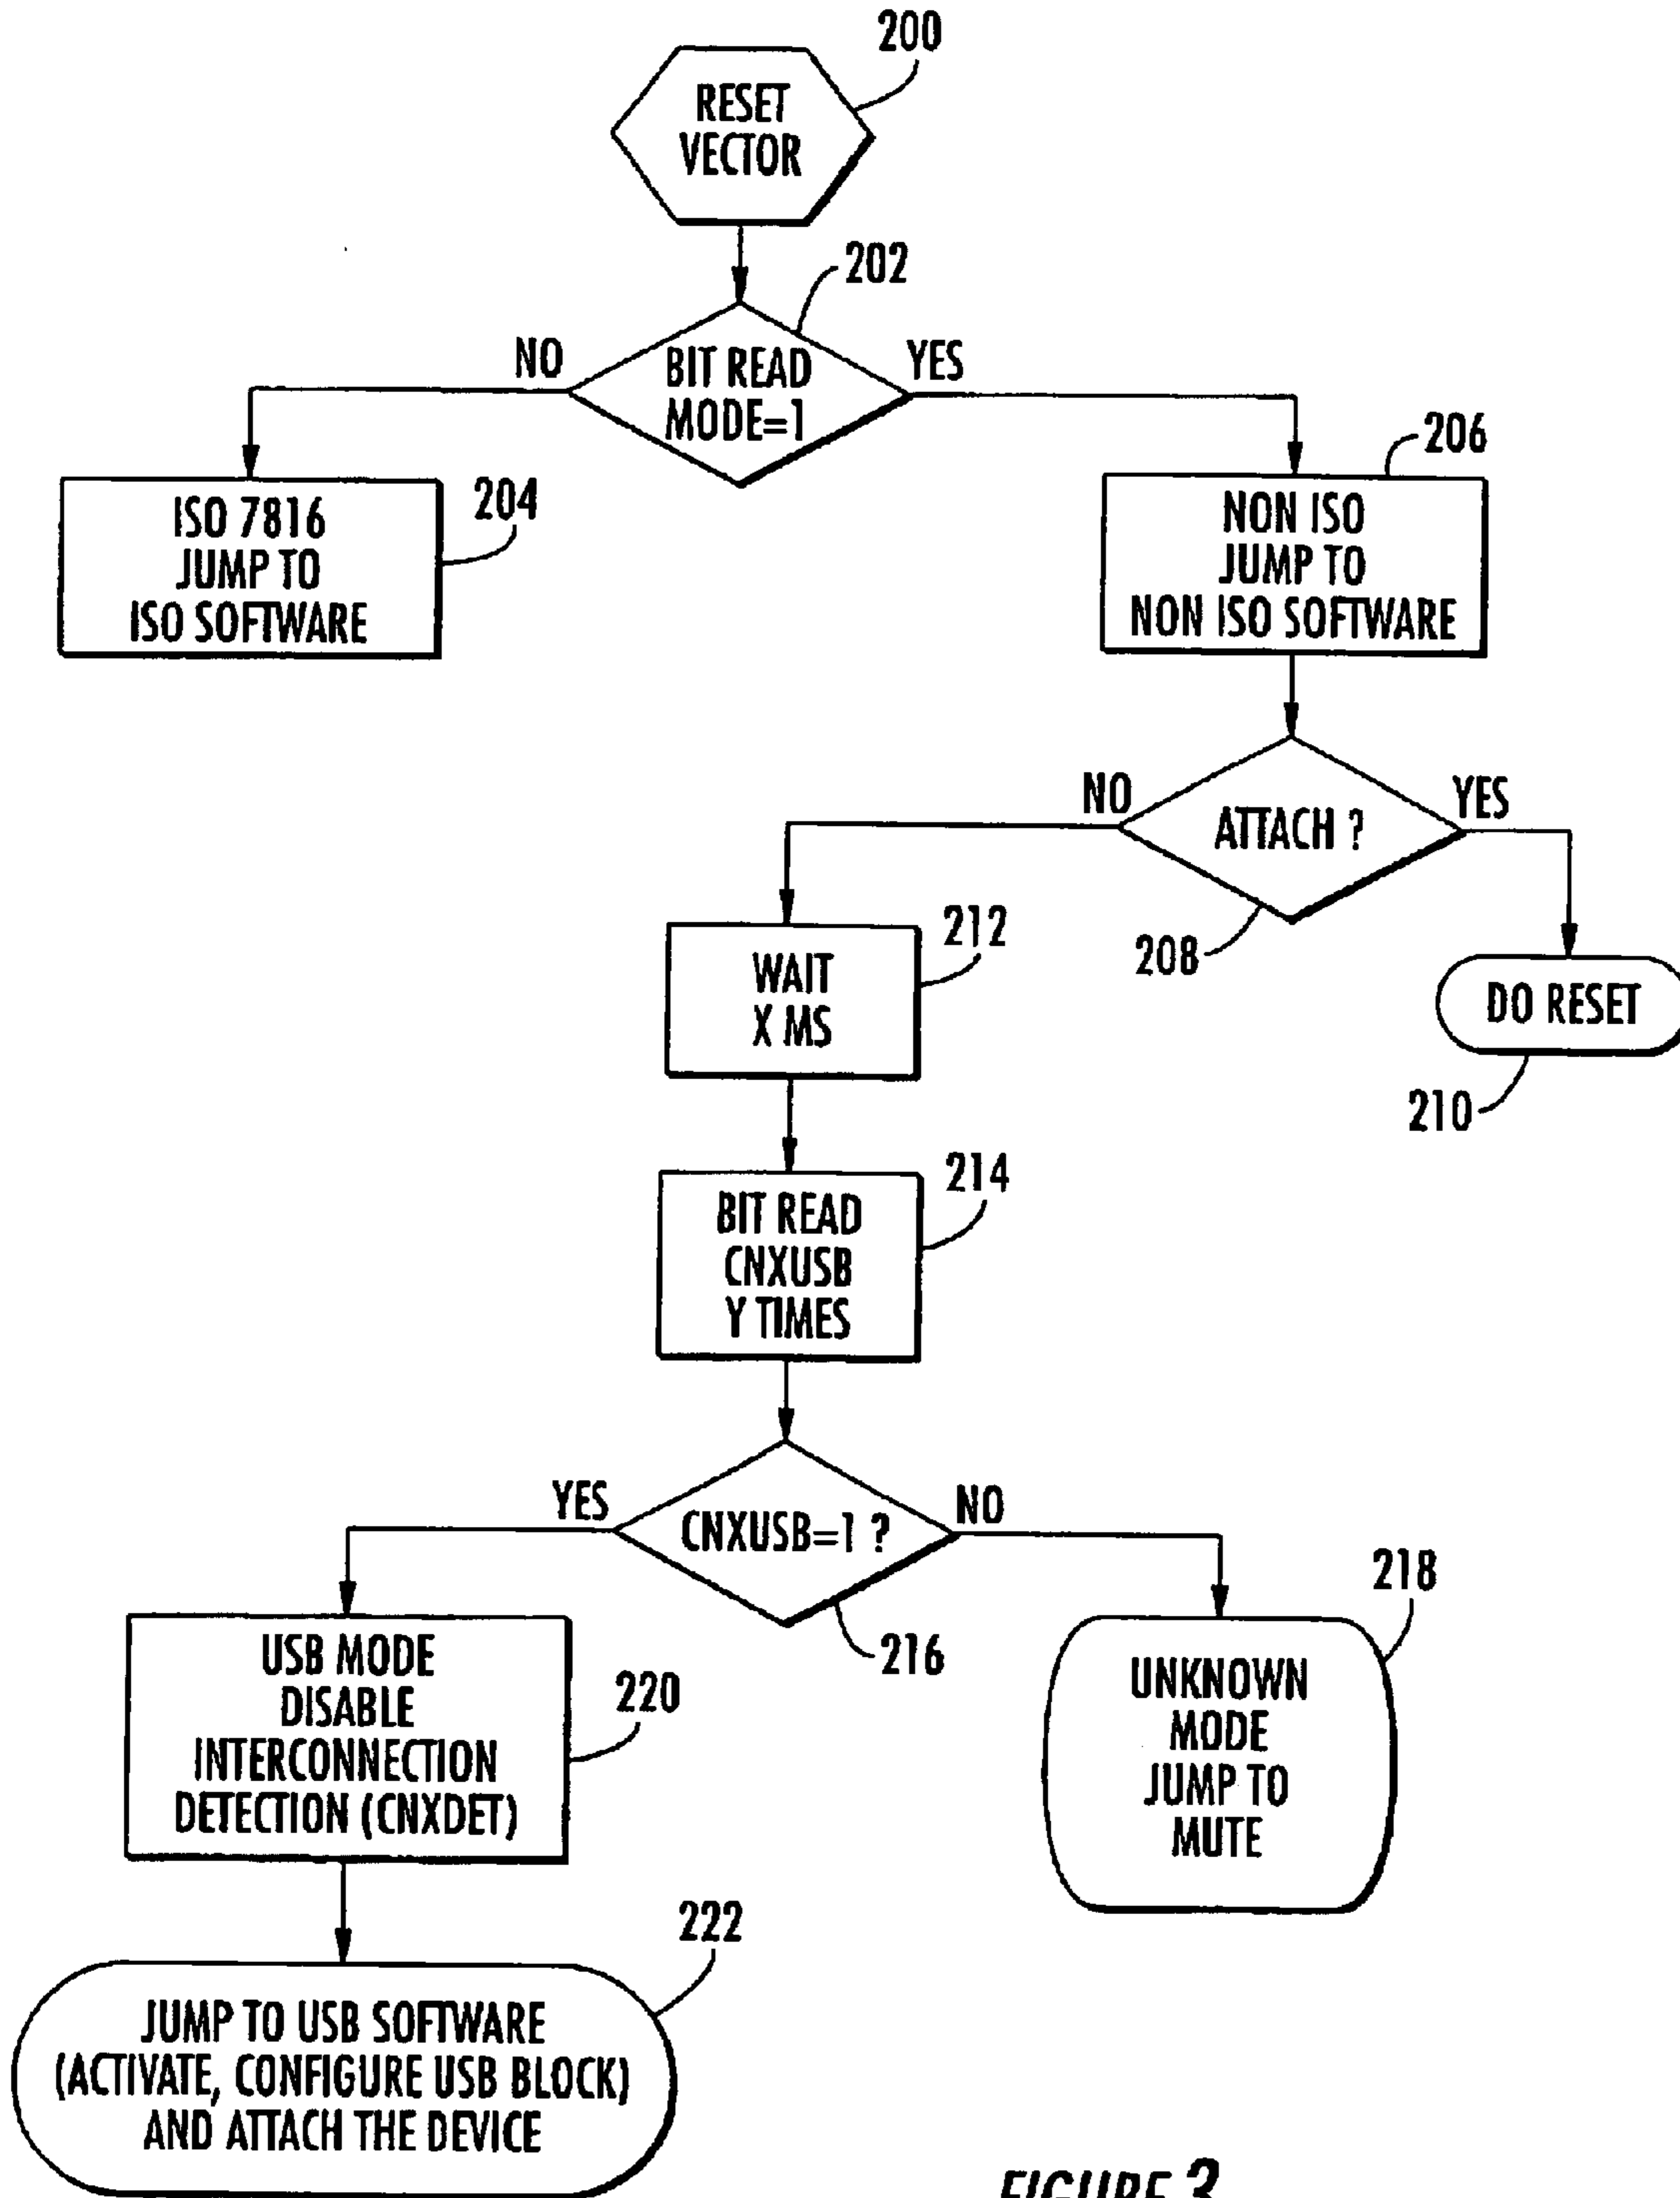 200
RESET
VECTOR
202
NO
BIT READ
MODE=1
YES
206
204
ISO 7816
JUMP TO
ISO SOFTWARE
NON ISO
JUMP TO
NON ISO SOFTWARE
NO
ATTACH ?
YES
208
212
WAIT
X MS
DO RESET
210
214
BIT READ
CNXUSB
Y TIMES
YES
CNXUSB=1 ?
NO
216
218
USB MODE
DISABLE
INTERCONNECTION
DETECTION (CNXDET)
220
UNKNOWN
MODE
JUMP TO
MUTE
222
JUMP TO USB SOFTWARE
(ACTIVATE, CONFIGURE USB BLOCK)
AND ATTACH THE DEVICE
FIGURE 3